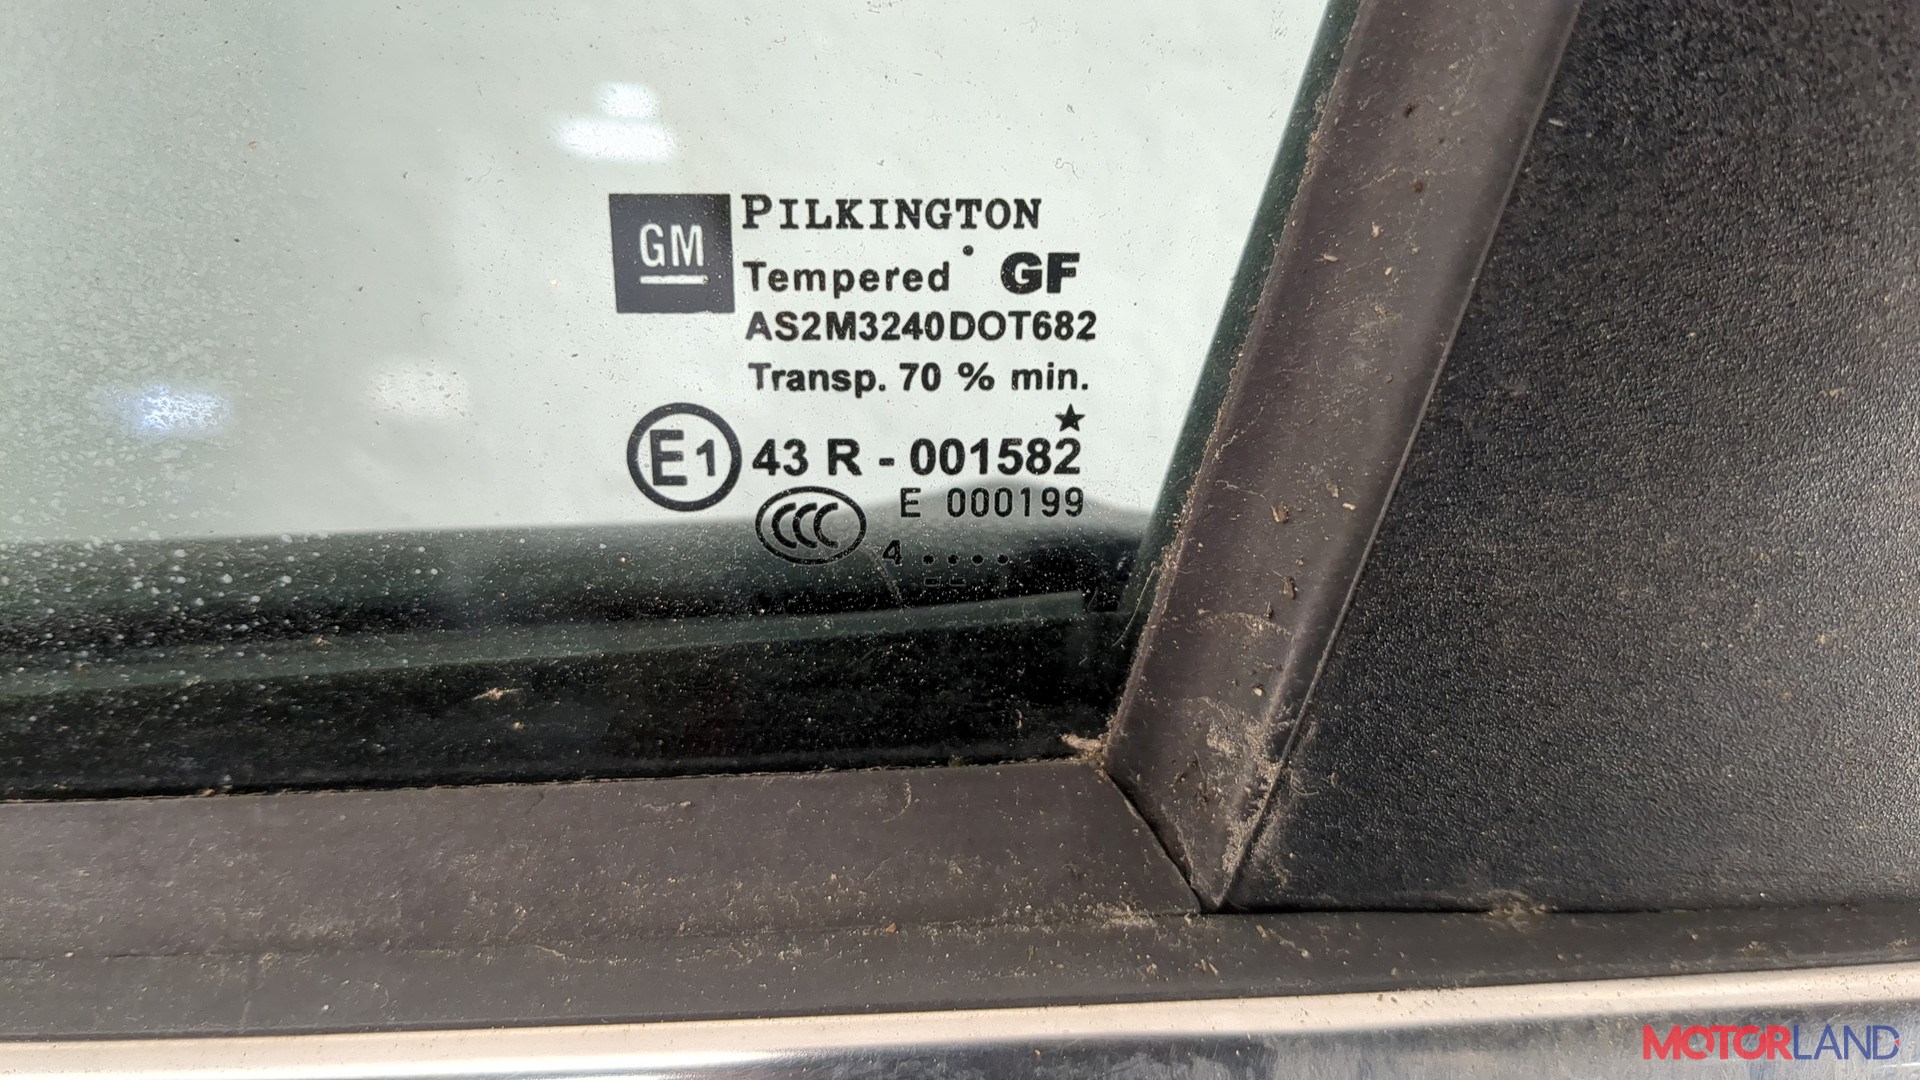 GM
PILKINGTON
Tempered GF
AS2M3240DOT682
Transp. 70 % min.
E1 43 R - 001582
E 000199
CCC
4 ....
MOTORLAND